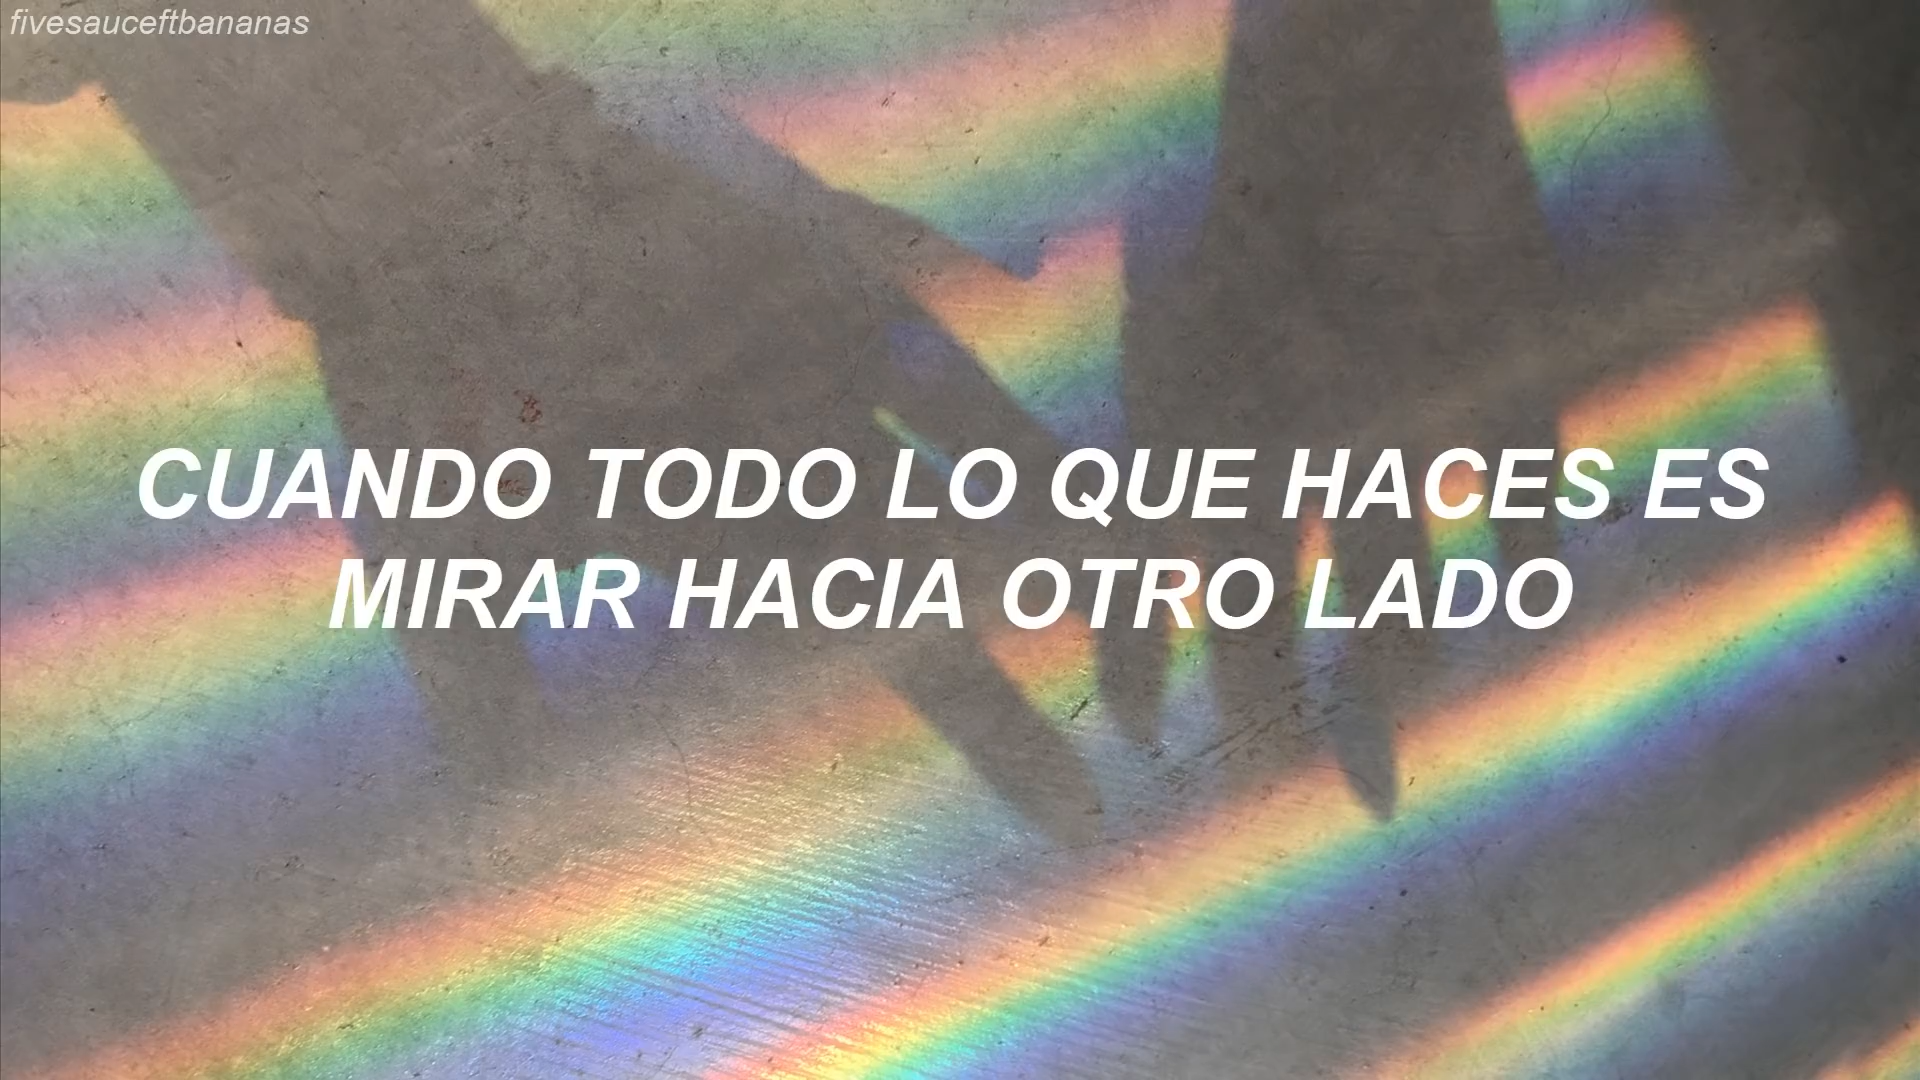 fivesauceftbananas
CUANDO TODO LO QUE HACES ES
MIRAR HACIA OTRO LADO